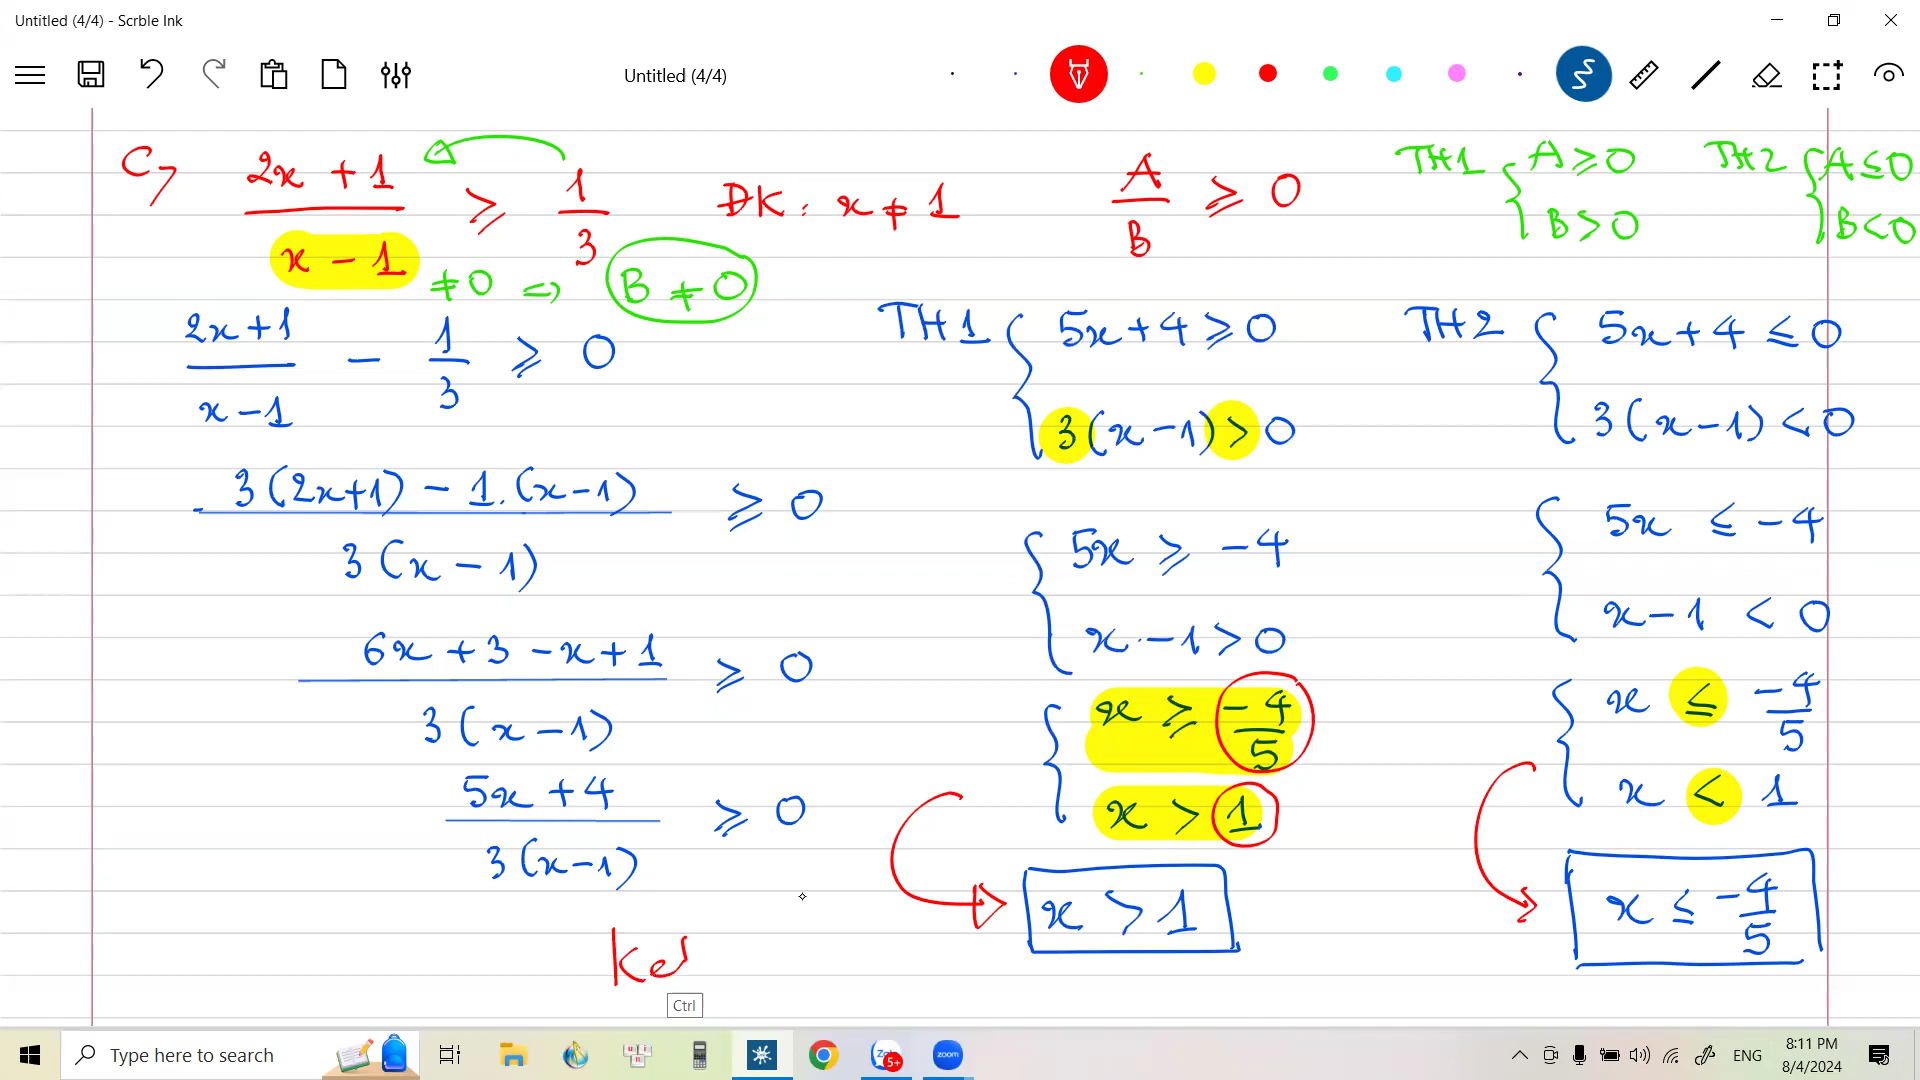 Untitled (4/4) - Scrble Ink
Untitled (4/4)
C7 (2x + 1)/(x - 1) ≥ 1/3 ĐK: x ≠ 1 A/B ≥ 0
TH1 { A ≥ 0
B > 0
TH2 { A ≤ 0
B < 0
≠ 0 ⇔ B ≠ 0
(2x + 1)/(x - 1) - 1/3 ≥ 0
(3(2x+1) - 1.(x-1))/(3(x - 1)) ≥ 0
(6x + 3 - x + 1)/(3(x - 1)) ≥ 0
(5x + 4)/(3(x-1)) ≥ 0
TH1 { 5x + 4 ≥ 0
3(x - 1) > 0
{ 5x ≥ -4
x - 1 > 0
{ x ≥ -4/5
x > 1
x > 1
TH2 { 5x + 4 ≤ 0
3(x - 1) < 0
{ 5x ≤ -4
x - 1 < 0
{ x ≤ -4/5
x < 1
x ≤ -4/5
Ctrl
Type here to search
5+
zoom
ENG
8:11 PM
8/4/2024